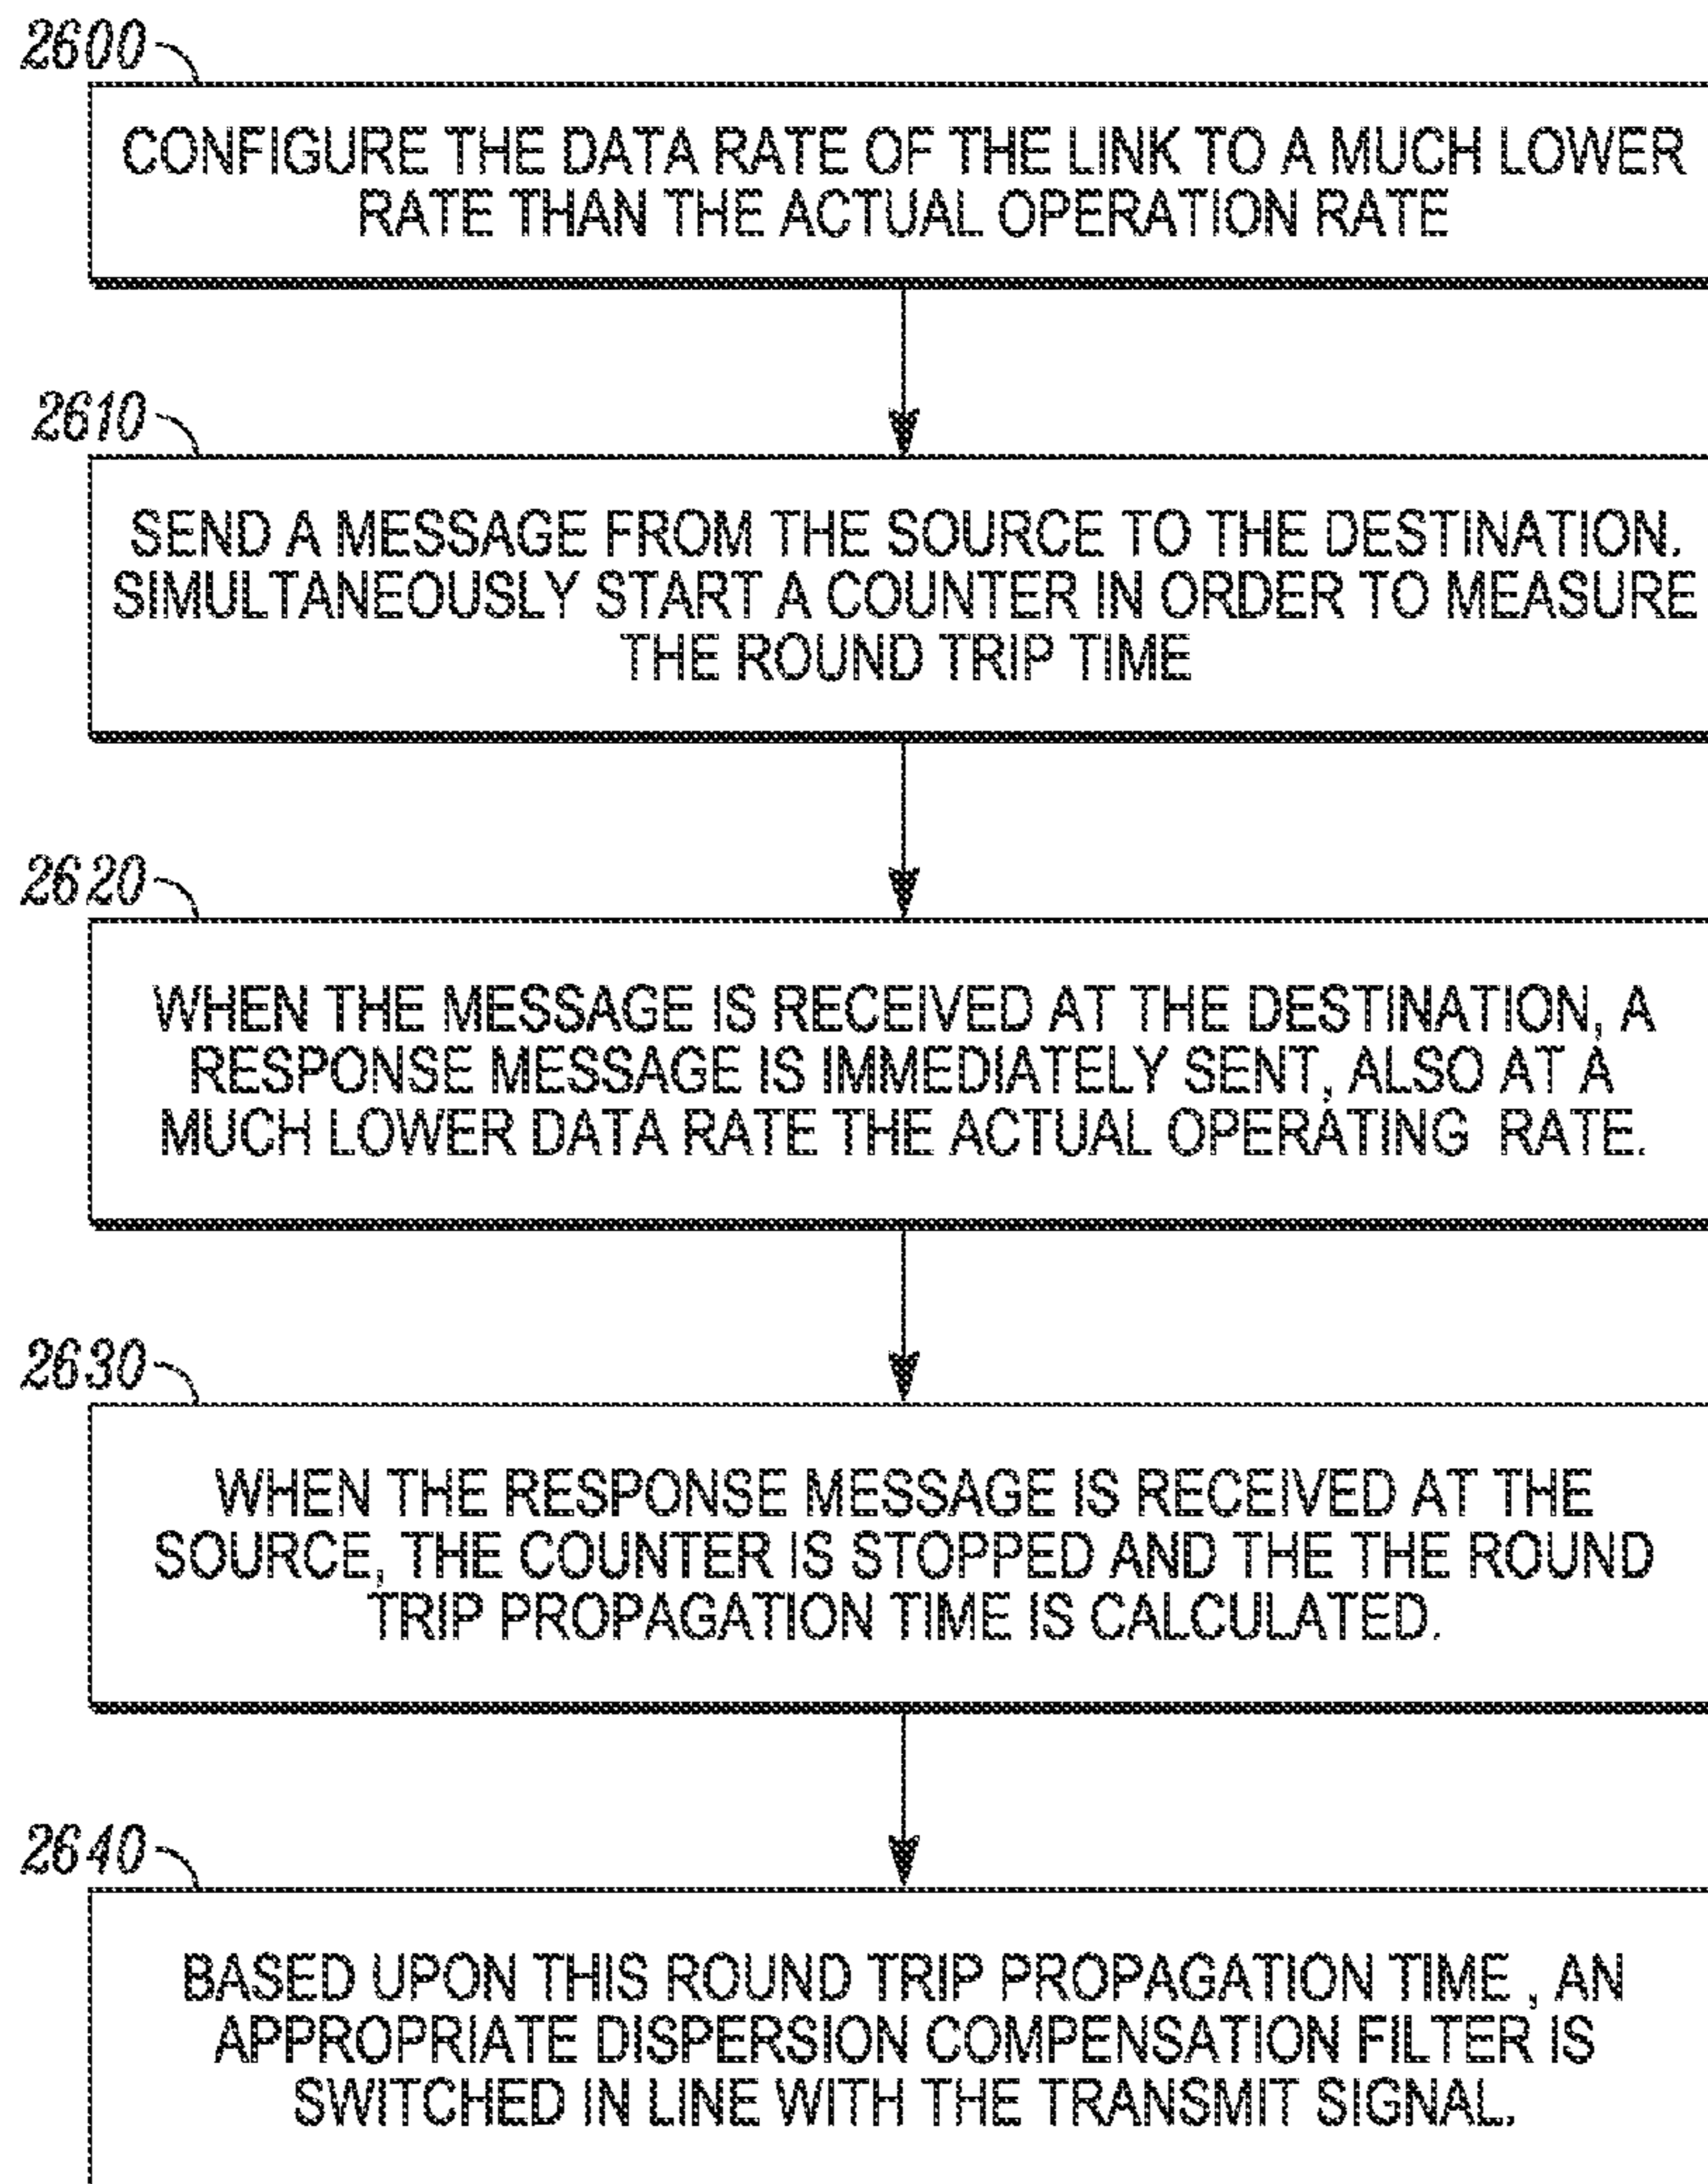 2600
CONFIGURE THE DATA RATE OF THE LINK TO A MUCH LOWER
RATE THAN THE ACTUAL OPERATION RATE
2610
SEND A MESSAGE FROM THE SOURCE TO THE DESTINATION.
SIMULTANEOUSLY START A COUNTER IN ORDER TO MEASURE
THE ROUND TRIP TIME
2620
WHEN THE MESSAGE IS RECEIVED AT THE DESTINATION, A
RESPONSE MESSAGE IS IMMEDIATELY SENT, ALSO AT A
MUCH LOWER DATA RATE THE ACTUAL OPERATING RATE.
2630
WHEN THE RESPONSE MESSAGE IS RECEIVED AT THE
SOURCE, THE COUNTER IS STOPPED AND THE THE ROUND
TRIP PROPAGATION TIME IS CALCULATED.
2640
BASED UPON THIS ROUND TRIP PROPAGATION TIME , AN
APPROPRIATE DISPERSION COMPENSATION FILTER IS
SWITCHED IN LINE WITH THE TRANSMIT SIGNAL.